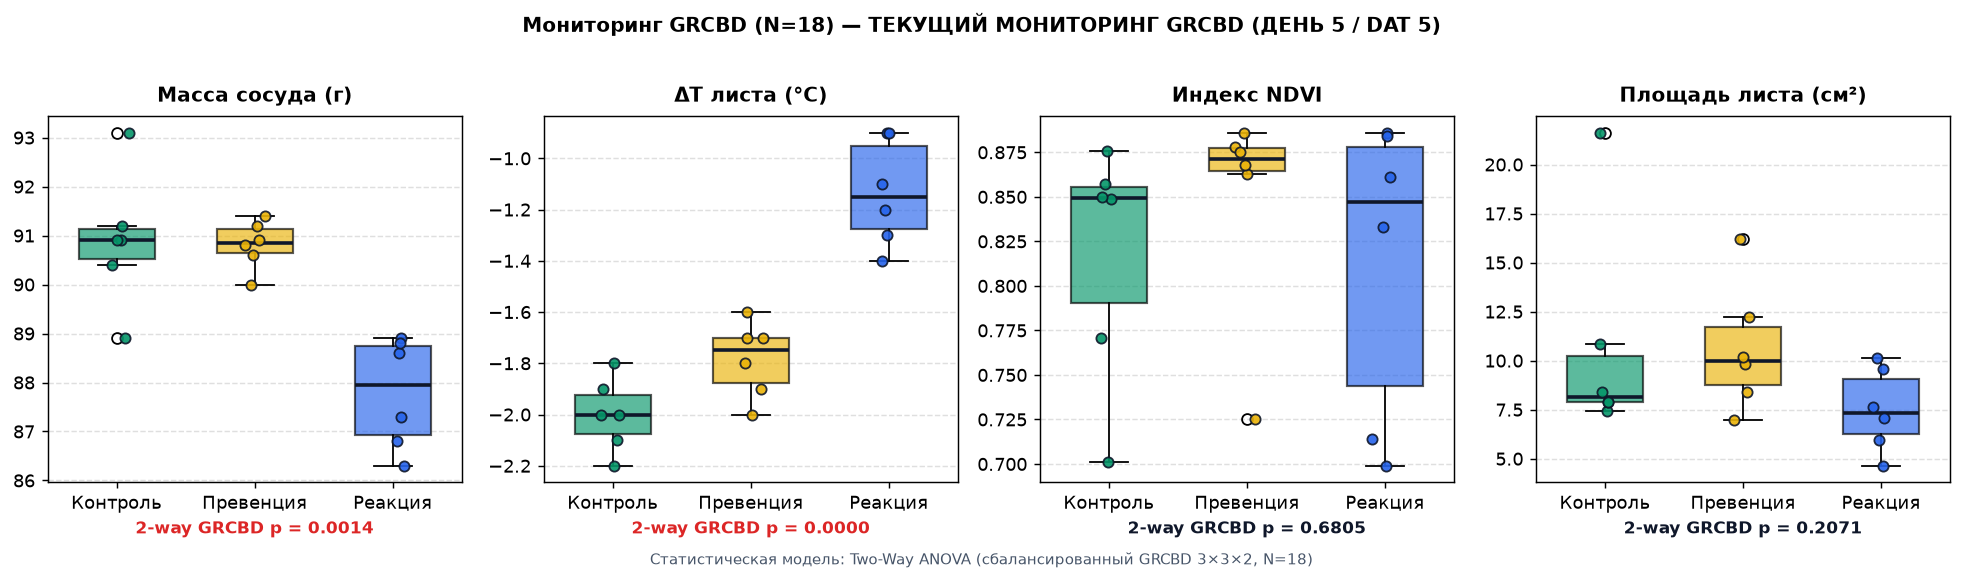 Мониторинг GRCBD (N=18) — ТЕКУЩИЙ МОНИТОРИНГ GRCBD (ДЕНЬ 5 / DAT 5)
Масса сосуда (г)
93
92
91
90
89
88
87
86
Контроль Превенция Реакция
2-way GRCBD p = 0.0014
ΔT листа (°C)
−1.0
−1.2
−1.4
−1.6
−1.8
−2.0
−2.2
Контроль Превенция Реакция
2-way GRCBD p = 0.0000
Индекс NDVI
0.875
0.850
0.825
0.800
0.775
0.750
0.725
0.700
Контроль Превенция Реакция
2-way GRCBD p = 0.6805
Площадь листа (см²)
20.0
17.5
15.0
12.5
10.0
7.5
5.0
Контроль Превенция Реакция
2-way GRCBD p = 0.2071
Статистическая модель: Two-Way ANOVA (сбалансированный GRCBD 3×3×2, N=18)